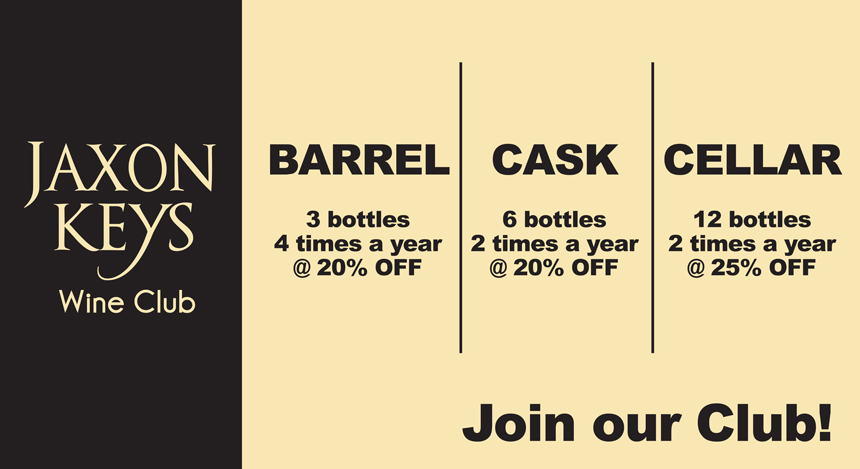 JAXON
KEYS
Wine Club
BARREL
3 bottles
4 times a year
@ 20% OFF
CASK
6 bottles
2 times a year
@ 20% OFF
CELLAR
12 bottles
2 times a year
@ 25% OFF
Join our Club!